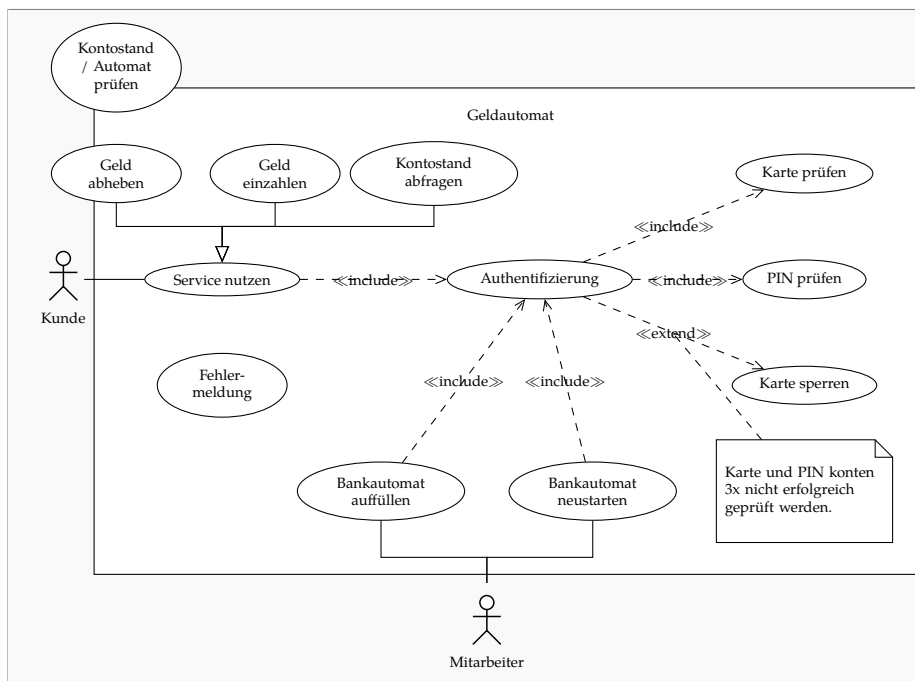 Kontostand
/ Automat
prüfen
Geldautomat
Geld
abheben
Geld
einzahlen
Kontostand
abfragen
Karte prüfen
≪include≫
Kunde
Service nutzen
≪include≫
Authentifizierung
≪include≫
PIN prüfen
≪extend≫
Fehler-
meldung
≪include≫
≪include≫
Karte sperren
Bankautomat
auffüllen
Bankautomat
neustarten
Karte und PIN konten
3x nicht erfolgreich
geprüft werden.
Mitarbeiter